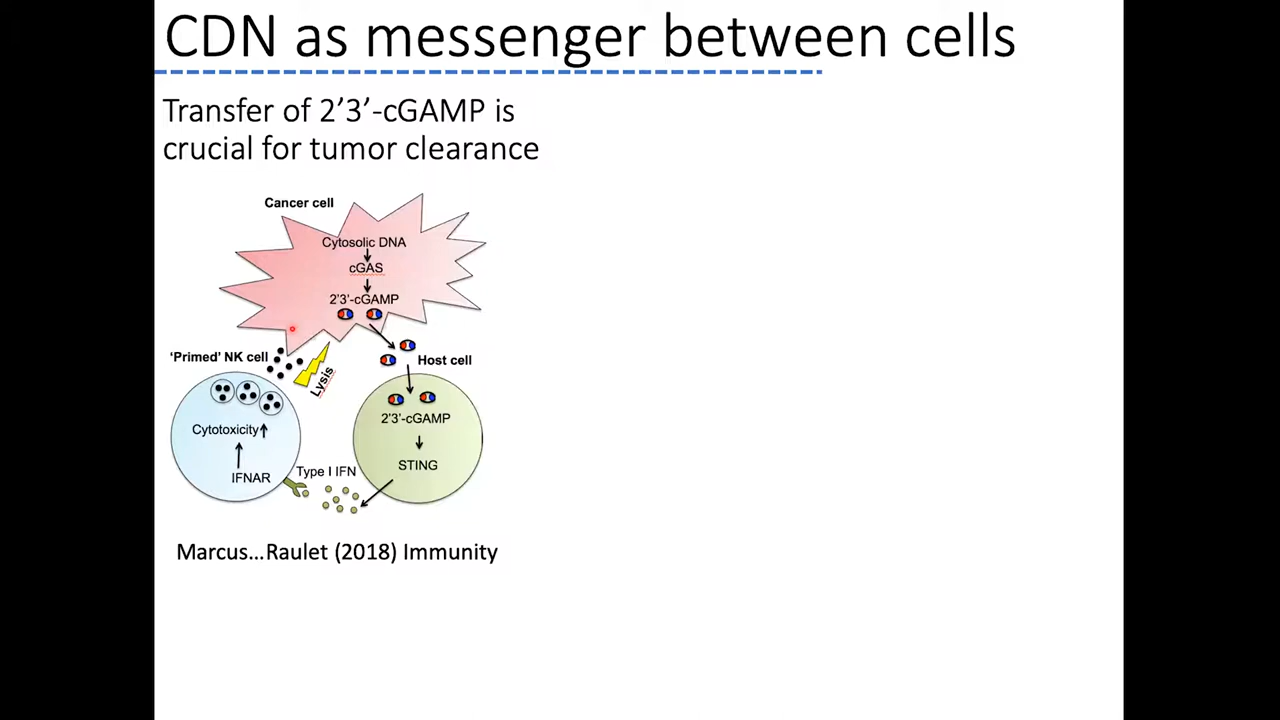 CDN as messenger between cells
Transfer of 2’3’-cGAMP is
crucial for tumor clearance
Cancer cell
Cytosolic DNA
cGAS
2’3’-cGAMP
‘Primed’ NK cell
Lysis
Host cell
2’3’-cGAMP
Cytotoxicity
STING
Type I IFN
IFNAR
Marcus...Raulet (2018) Immunity